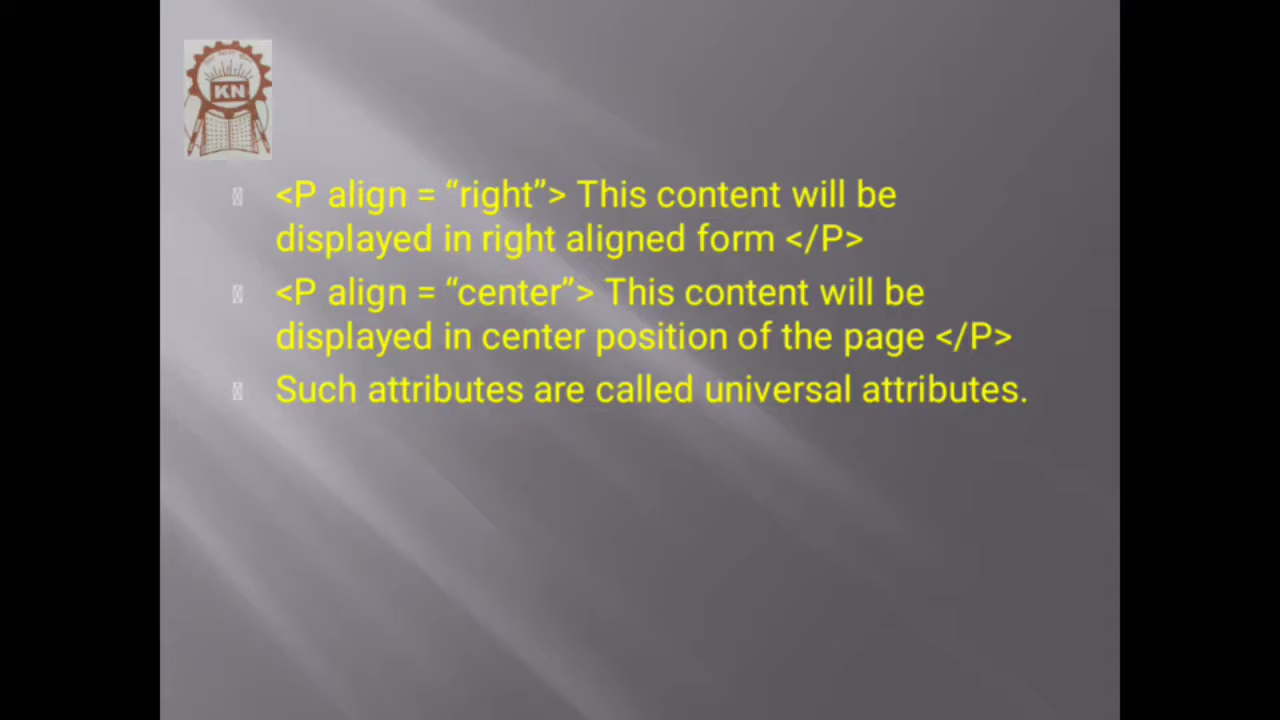 KN
<P align = “right”> This content will be
displayed in right aligned form </P>
<P align = “center”> This content will be
displayed in center position of the page </P>
Such attributes are called universal attributes.